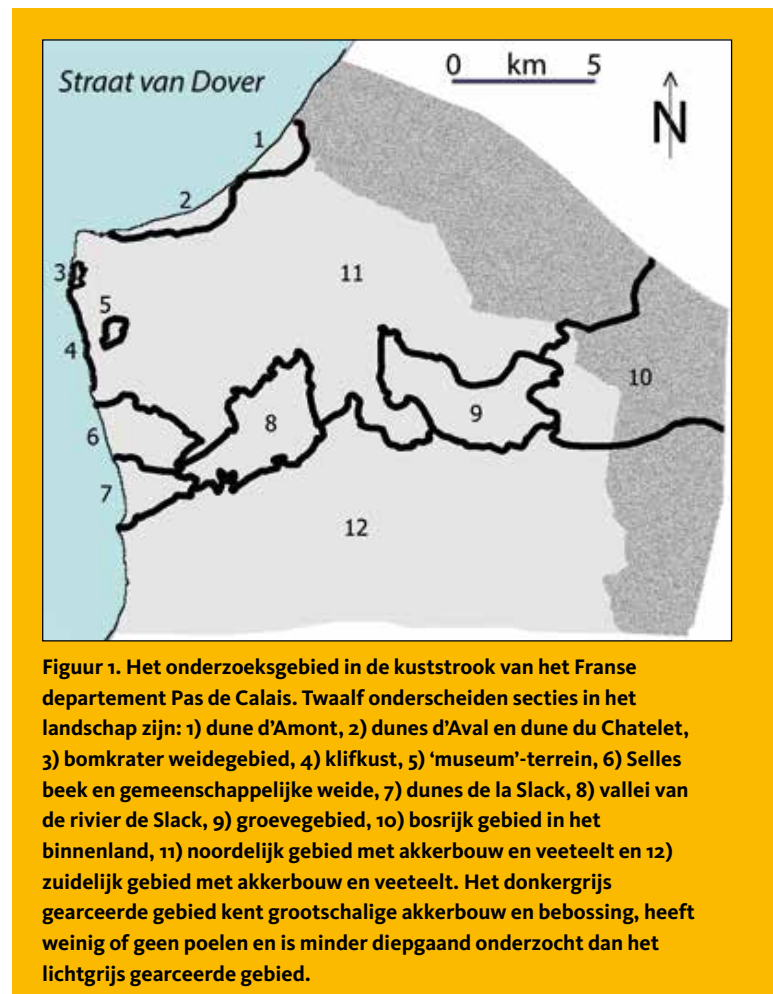 Straat van Dover
0 km 5
N
1
2
3
11
5
4
10
9
8
6
7
12
Figuur 1. Het onderzoeksgebied in de kuststrook van het Franse
departement Pas de Calais. Twaalf onderscheiden secties in het
landschap zijn: 1) dune d’Amont, 2) dunes d’Aval en dune du Chatelet,
3) bomkrater weidegebied, 4) klifkust, 5) ‘museum’-terrein, 6) Selles
beek en gemeenschappelijke weide, 7) dunes de la Slack, 8) vallei van
de rivier de Slack, 9) groevegebied, 10) bosrijk gebied in het
binnenland, 11) noordelijk gebied met akkerbouw en veeteelt en 12)
zuidelijk gebied met akkerbouw en veeteelt. Het donkergrijs
gearceerde gebied kent grootschalige akkerbouw en bebossing, heeft
weinig of geen poelen en is minder diepgaand onderzocht dan het
lichtgrijs gearceerde gebied.